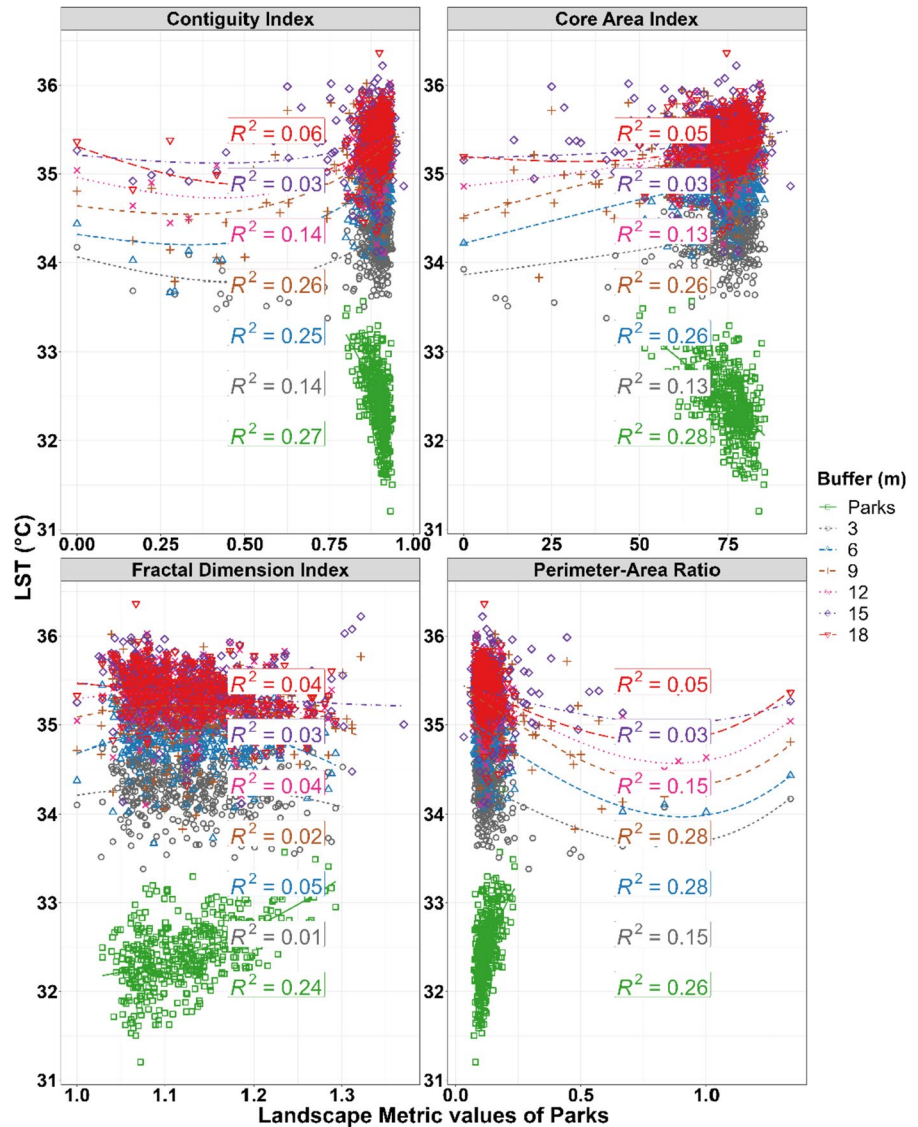 Contiguity Index
Core Area Index
36
35
34
33
32
31
R² = 0.06
R² = 0.03
R² = 0.14
R² = 0.26
R² = 0.25
R² = 0.14
R² = 0.27
R² = 0.05
R² = 0.03
R² = 0.13
R² = 0.26
R² = 0.26
R² = 0.13
R² = 0.28
0.00 0.25 0.50 0.75 1.00
0 25 50 75
LST (°C)
Fractal Dimension Index
Perimeter-Area Ratio
36
35
34
33
32
31
R² = 0.04
R² = 0.03
R² = 0.04
R² = 0.02
R² = 0.05
R² = 0.01
R² = 0.24
R² = 0.05
R² = 0.03
R² = 0.15
R² = 0.28
R² = 0.28
R² = 0.15
R² = 0.26
1.0 1.1 1.2 1.3
0.0 0.5 1.0
Landscape Metric values of Parks
Buffer (m)
Parks
3
6
9
12
15
18